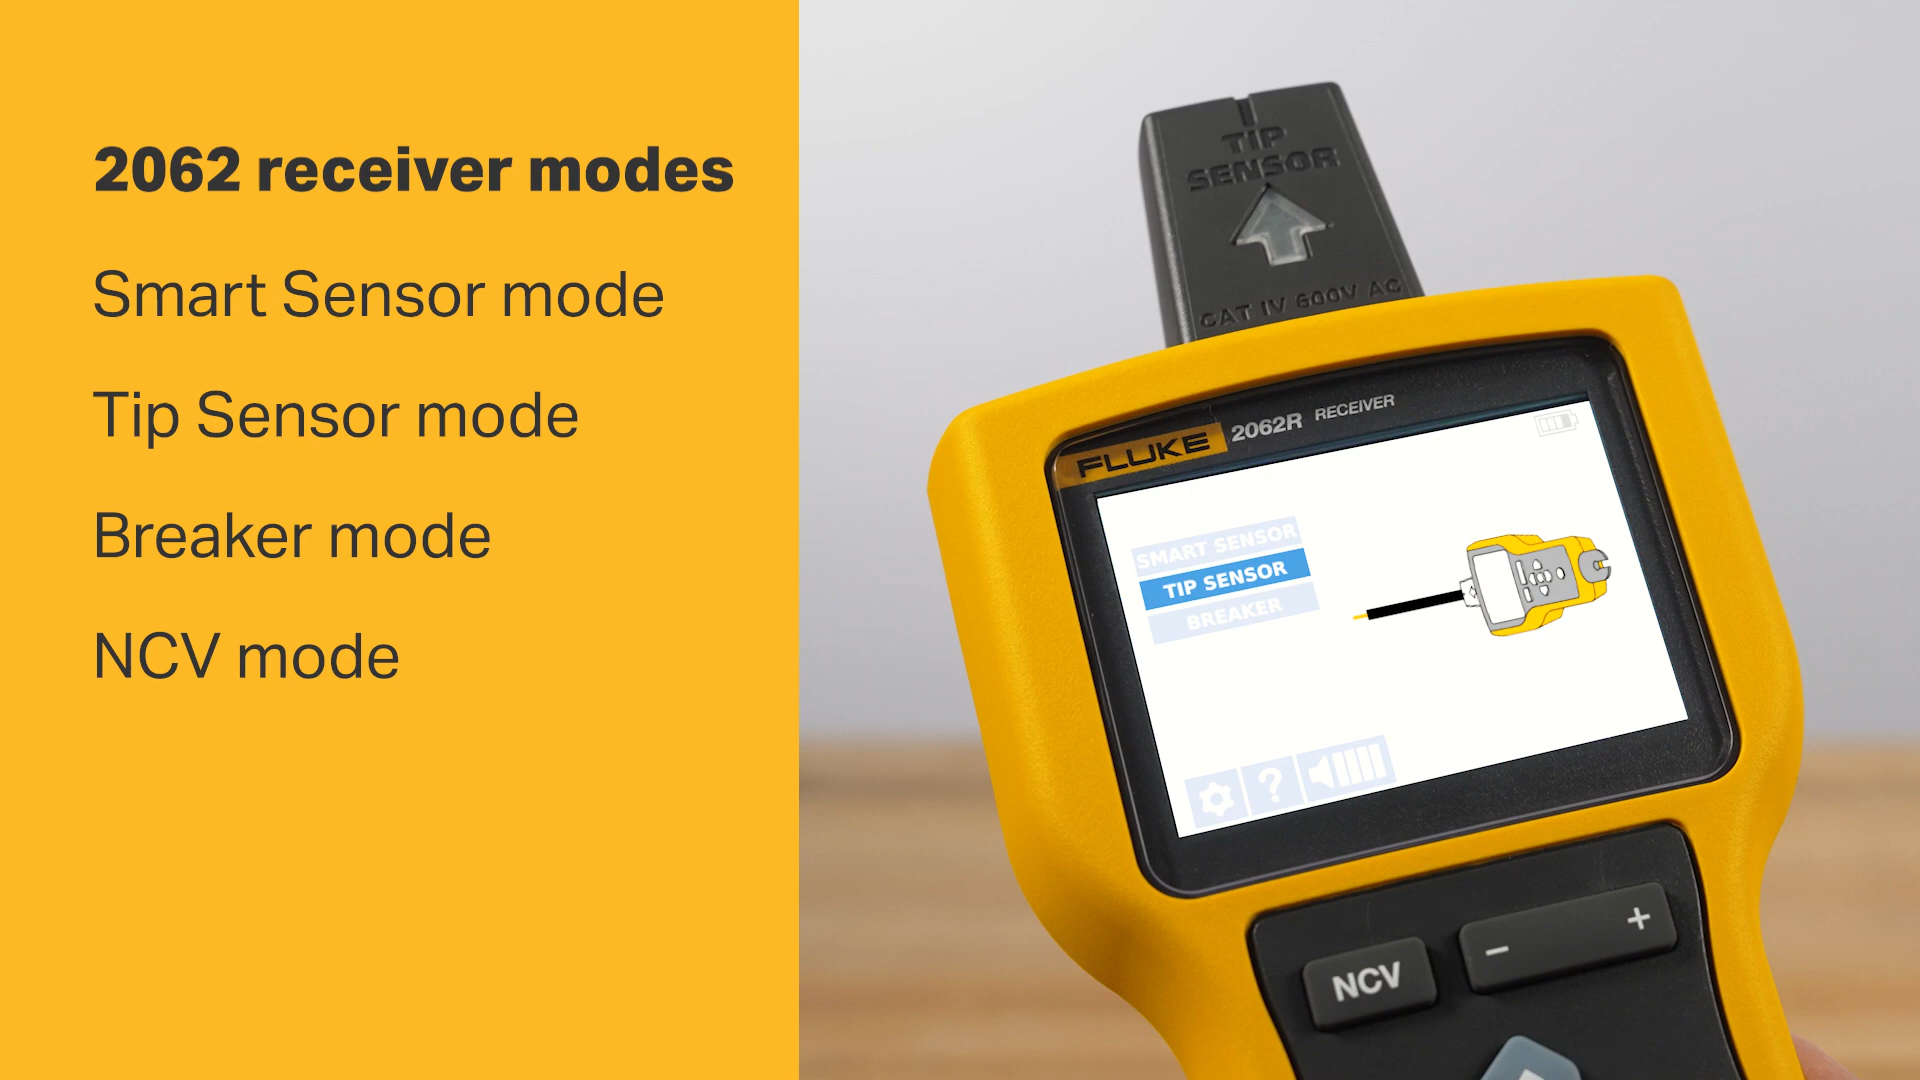 2062 receiver modes
Smart Sensor mode
Tip Sensor mode
Breaker mode
NCV mode
TIP
SENSOR
CAT IV 600V AC
FLUKE 2062R RECEIVER
SMART SENSOR
TIP SENSOR
BREAKER
?
NCV
- +